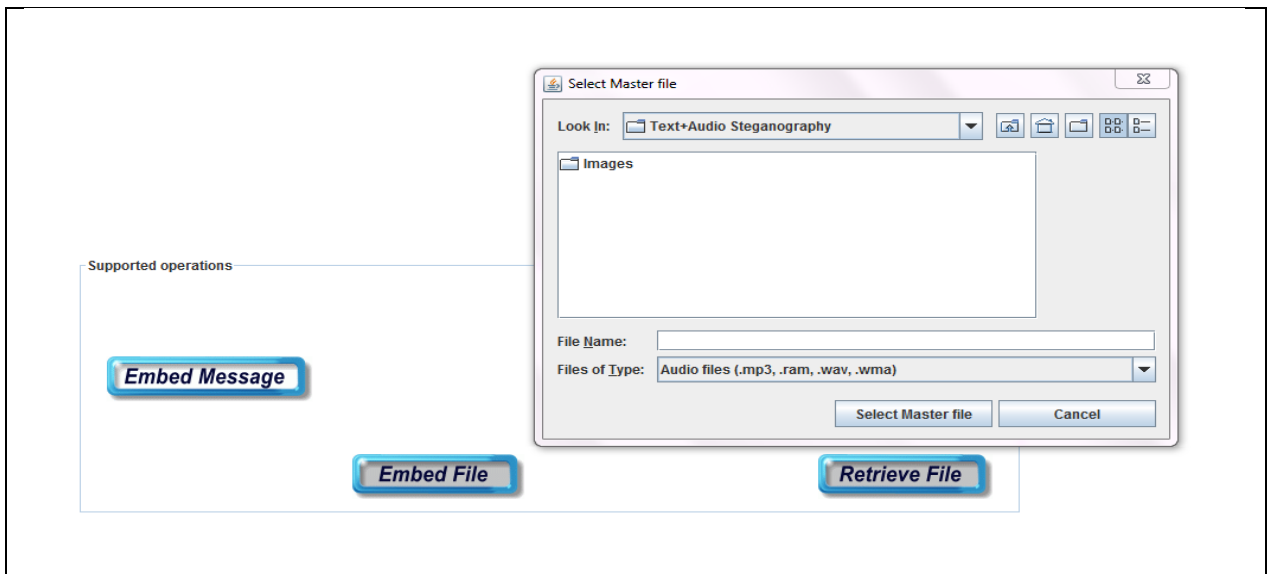 Select Master file
Look In: Text+Audio Steganography
Images
Supported operations
File Name:
Files of Type: Audio files (.mp3, .ram, .wav, .wma)
Embed Message
Select Master file Cancel
Embed File Retrieve File